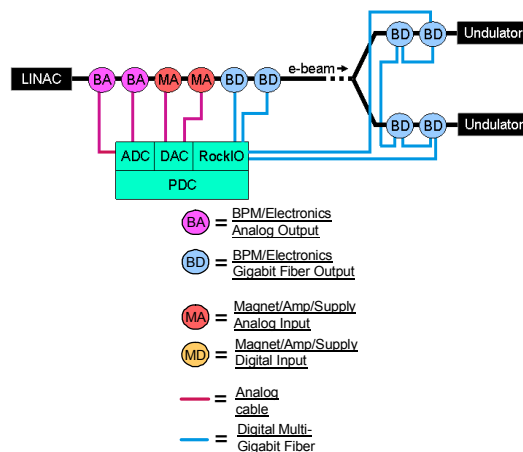 BD BD Undulator
LINAC BA BA MA MA BD BD e-beam
BD BD Undulator
ADC DAC RockIO
PDC
BA = BPM/Electronics
Analog Output
BD = BPM/Electronics
Gigabit Fiber Output
MA = Magnet/Amp/Supply
Analog Input
MD = Magnet/Amp/Supply
Digital Input
= Analog
cable
= Digital Multi-
Gigabit Fiber